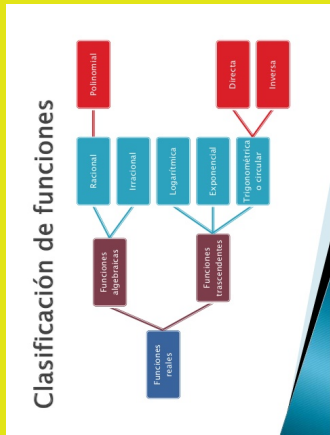 Clasificación de funciones
Funciones
reales
Funciones
algebraicas
Funciones
trascendentes
Racional
Irracional
Logarítmica
Exponencial
Trigonométrica
o circular
Polinomial
Directa
Inversa